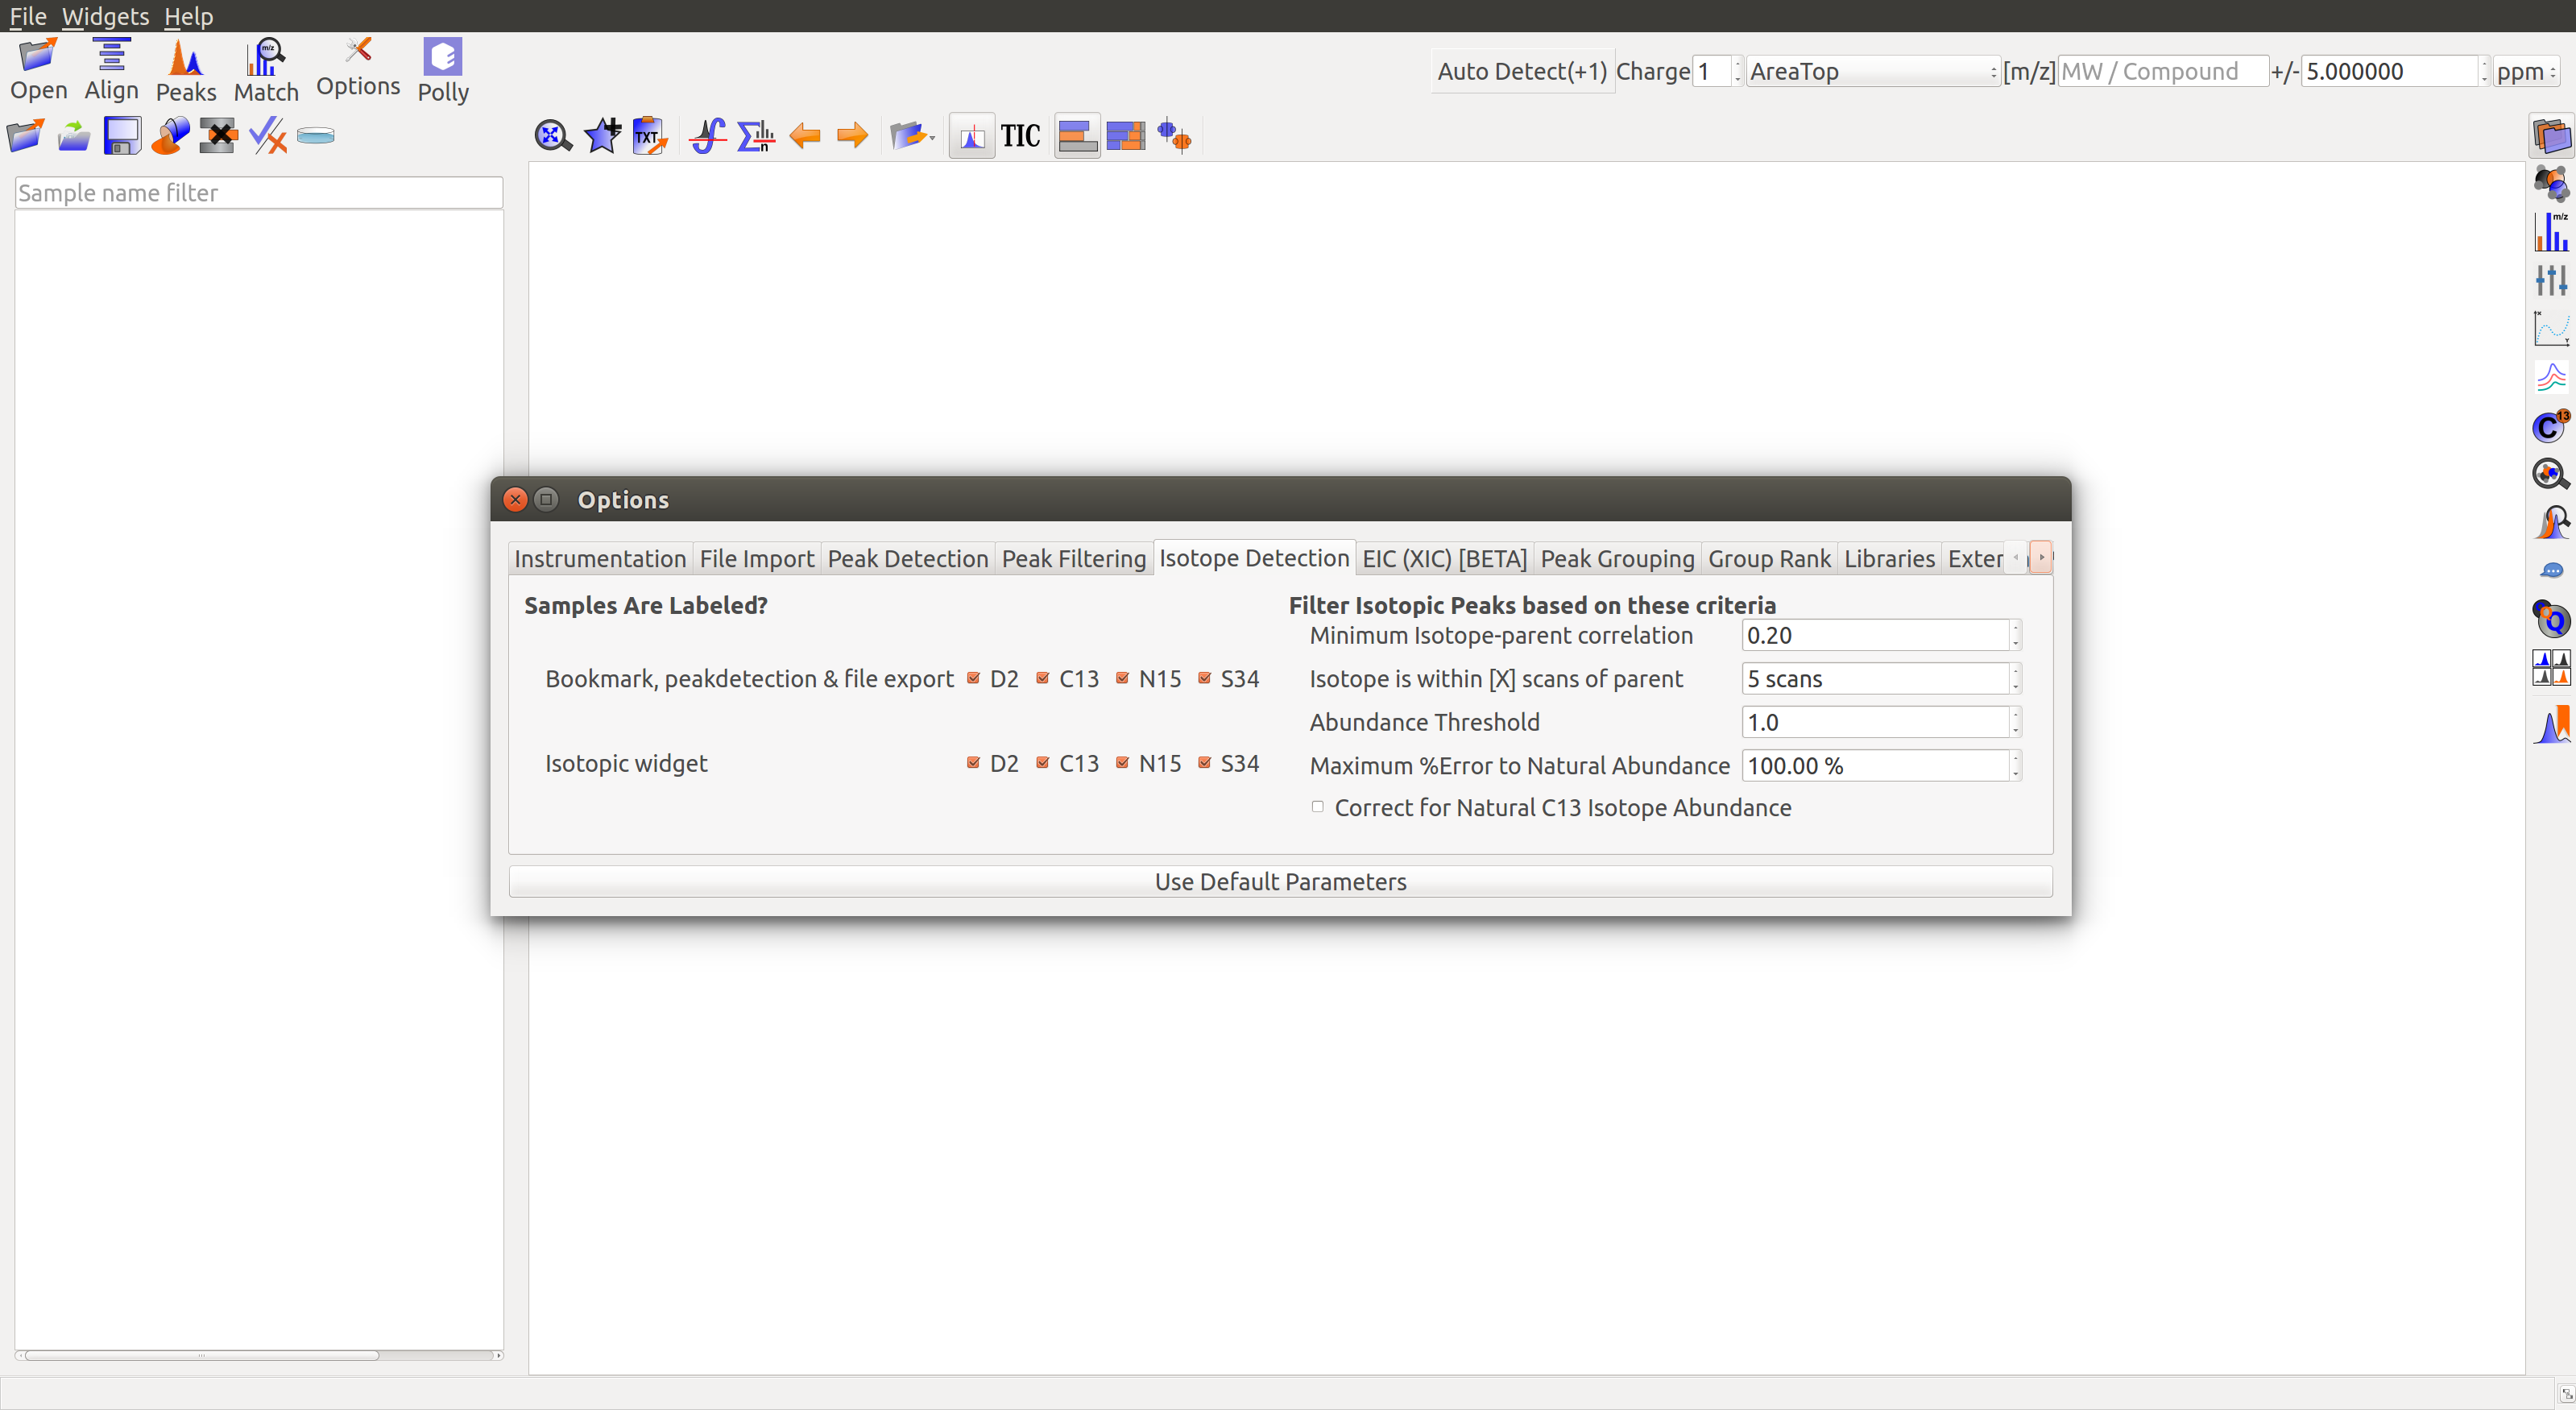 File Widgets Help
Open Align Peaks Match Options Polly
Auto Detect(+1) Charge 1 AreaTop [m/z] MW / Compound +/- 5.000000 ppm
TXT TIC
Sample name filter
Options
Instrumentation File Import Peak Detection Peak Filtering Isotope Detection EIC (XIC) [BETA] Peak Grouping Group Rank Libraries
Samples Are Labeled?
Bookmark, peakdetection & file export D2 C13 N15 S34
Isotopic widget D2 C13 N15 S34
Filter Isotopic Peaks based on these criteria
Minimum Isotope-parent correlation 0.20
Isotope is within [X] scans of parent 5 scans
Abundance Threshold 1.0
Maximum %Error to Natural Abundance 100.00 %
Correct for Natural C13 Isotope Abundance
Use Default Parameters
m/z
C 13
Q